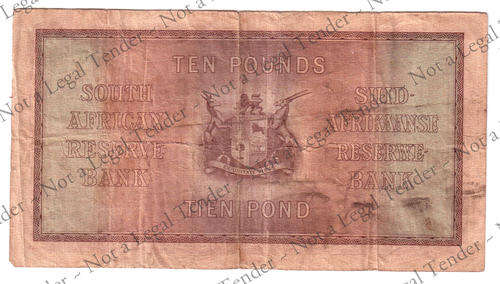 TEN POUNDS
SOUTH
AFRICAN
RESERVE
BANK
SUID-
AFRIKAANSE
RESERWE-
BANK
TIEN POND
Not a Legal Tender ~ Not a Legal Tender ~ Not a Legal Tender